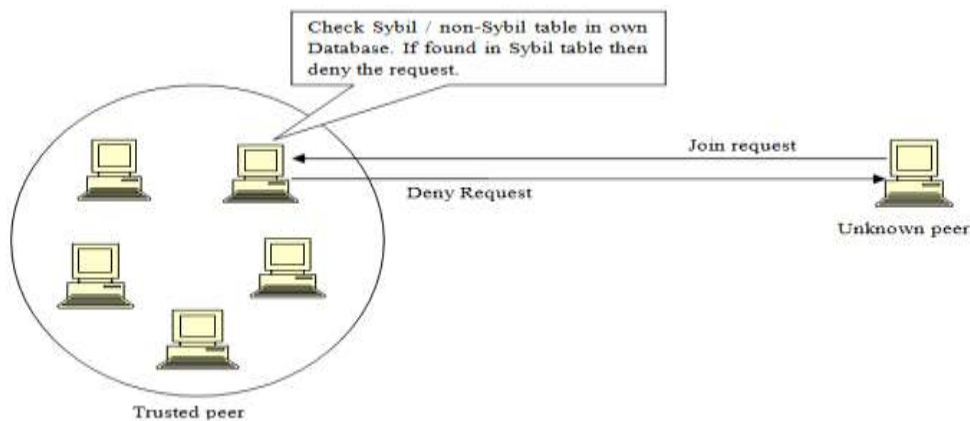 Check Sybil / non-Sybil table in own
Database. If found in Sybil table then
deny the request.
Join request
Deny Request
Unknown peer
Trusted peer